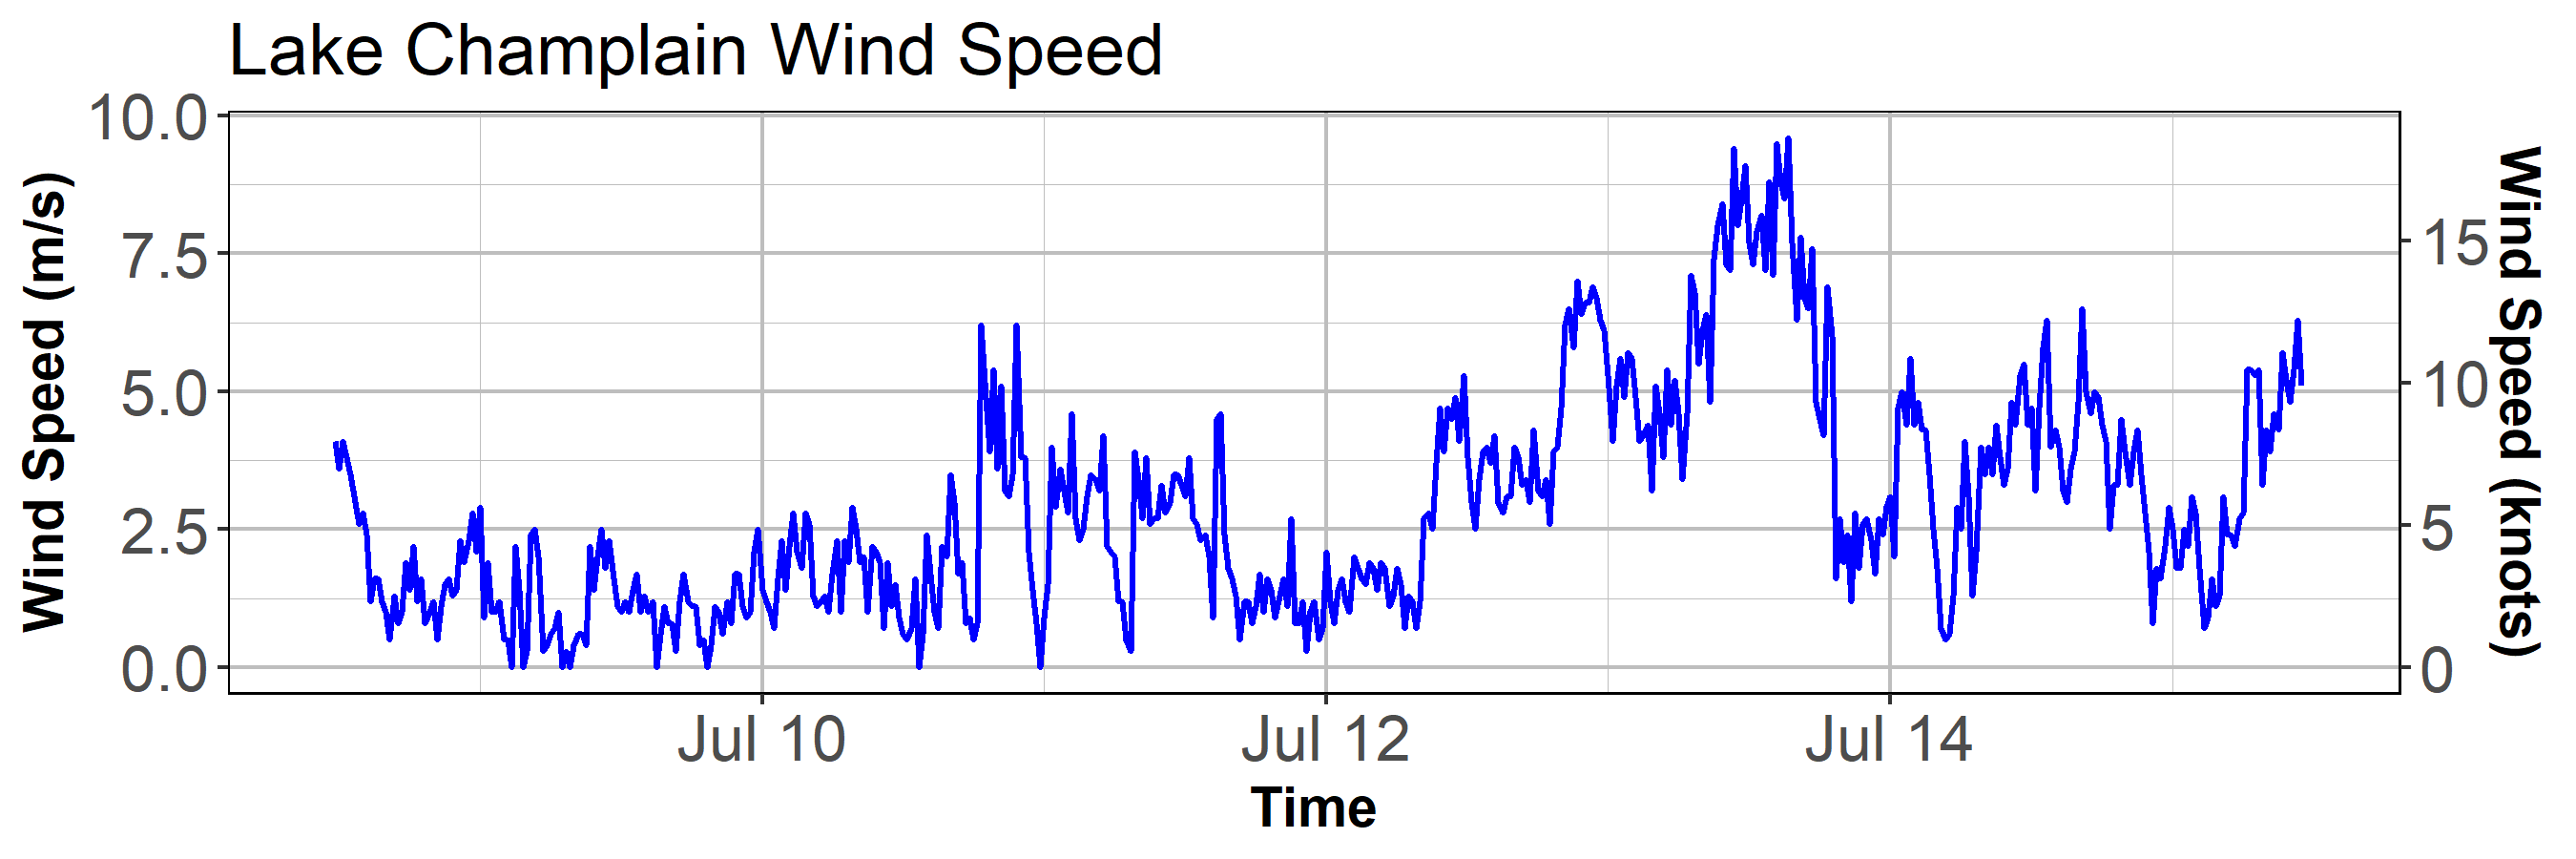 Lake Champlain Wind Speed
10.0
7.5
5.0
2.5
0.0
Wind Speed (m/s)
15
10
5
0
Wind Speed (knots)
Jul 10
Jul 12
Jul 14
Time